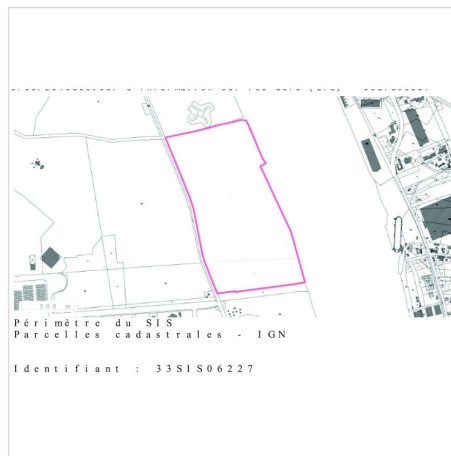 500 m
Périmètre du SIS
Parcelles cadastrales - IGN
Identifiant : 33SIS06227